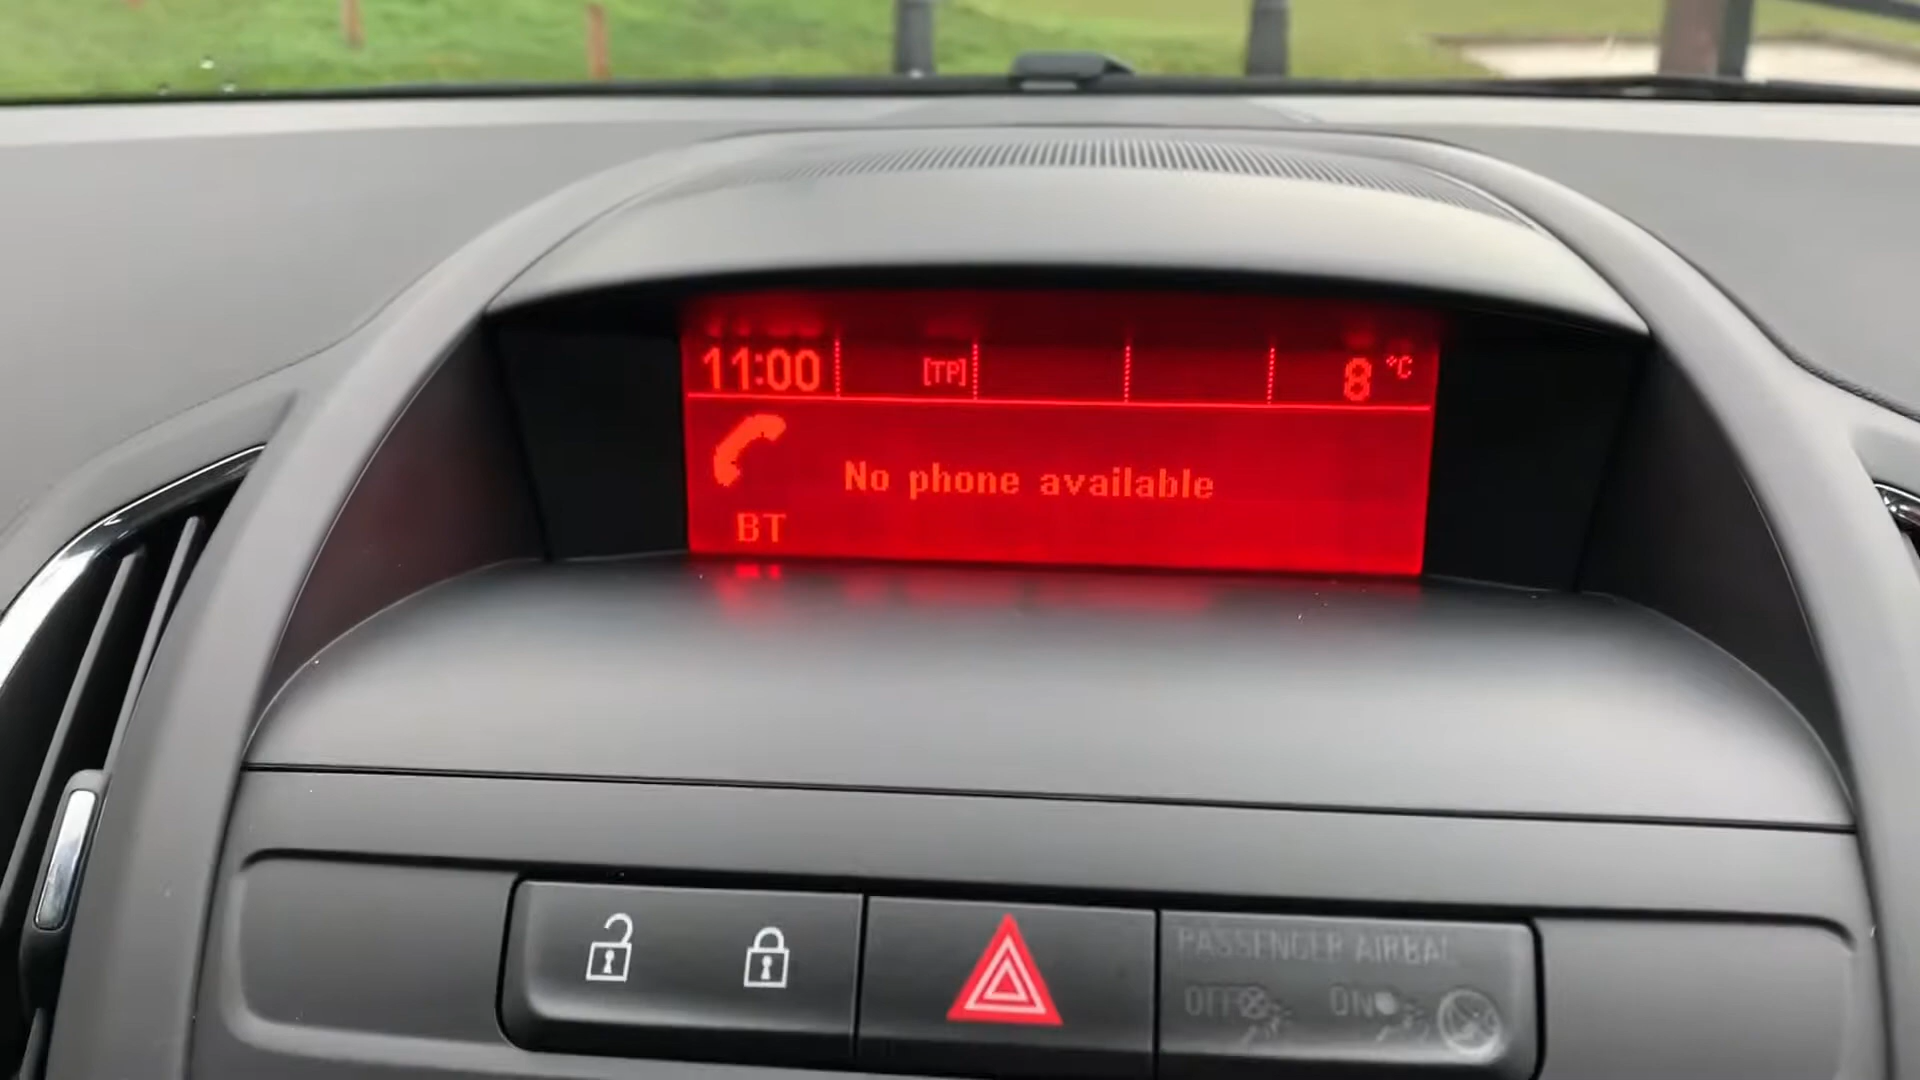 11:00 [TP] 8 °C
No phone available
BT
PASSENGER AIRBAG
OFF ON